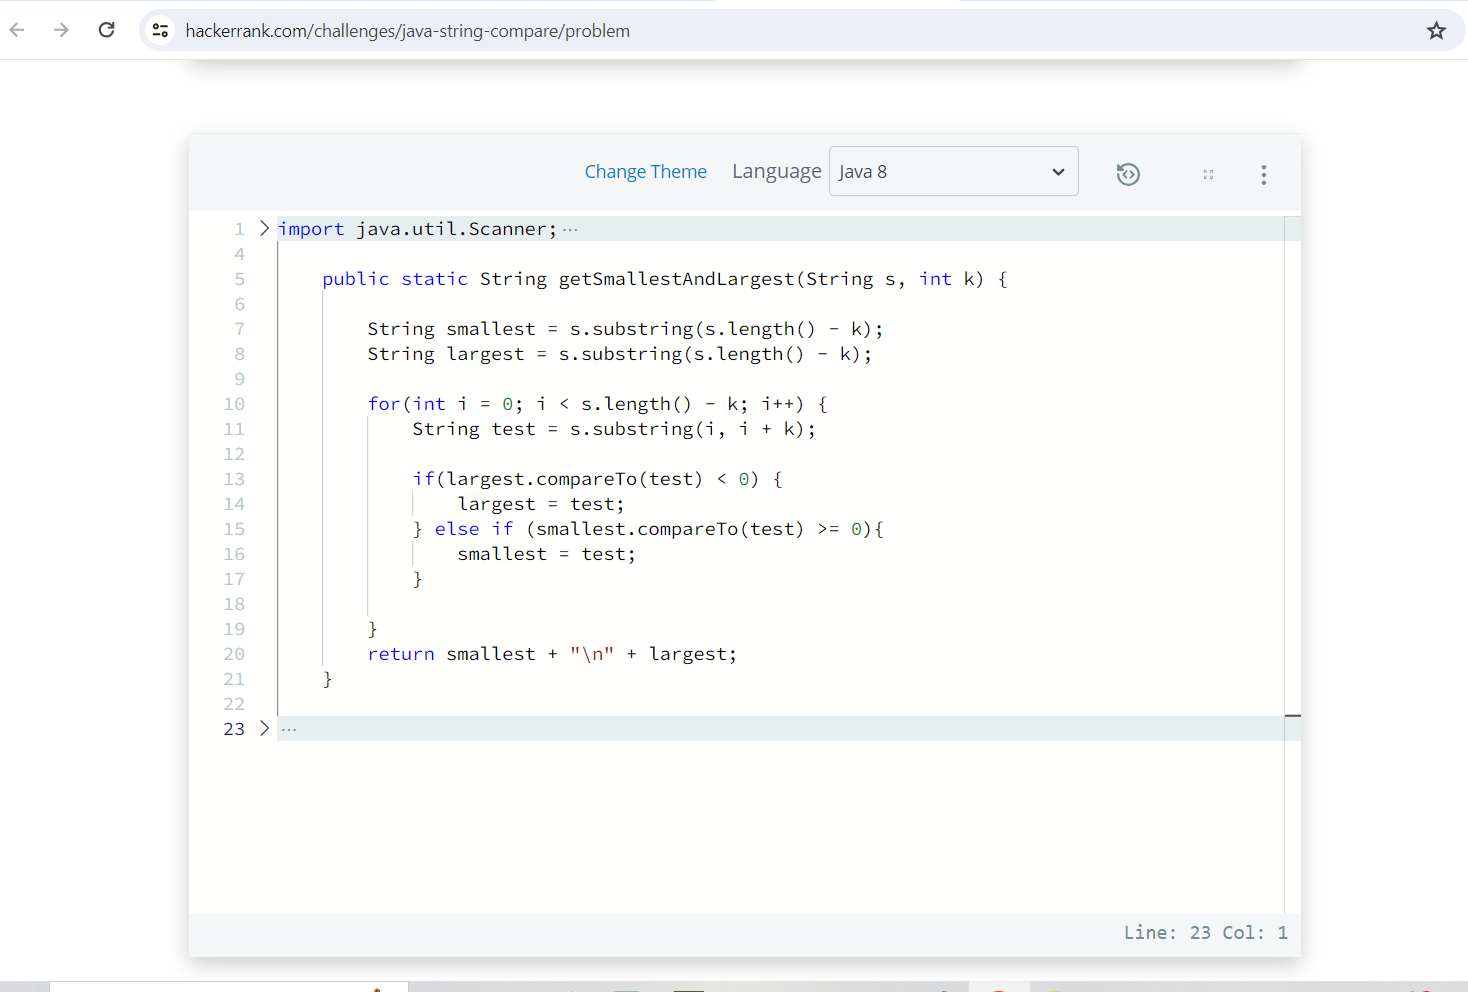 hackerrank.com/challenges/java-string-compare/problem
Change Theme Language Java 8
1 import java.util.Scanner; ...
4
5 public static String getSmallestAndLargest(String s, int k) {
6
7 String smallest = s.substring(s.length() - k);
8 String largest = s.substring(s.length() - k);
9
10 for(int i = 0; i < s.length() - k; i++) {
11 String test = s.substring(i, i + k);
12
13 if(largest.compareTo(test) < 0) {
14 largest = test;
15 } else if (smallest.compareTo(test) >= 0){
16 smallest = test;
17 }
18
19 }
20 return smallest + "\n" + largest;
21 }
22
23 ...
Line: 23 Col: 1